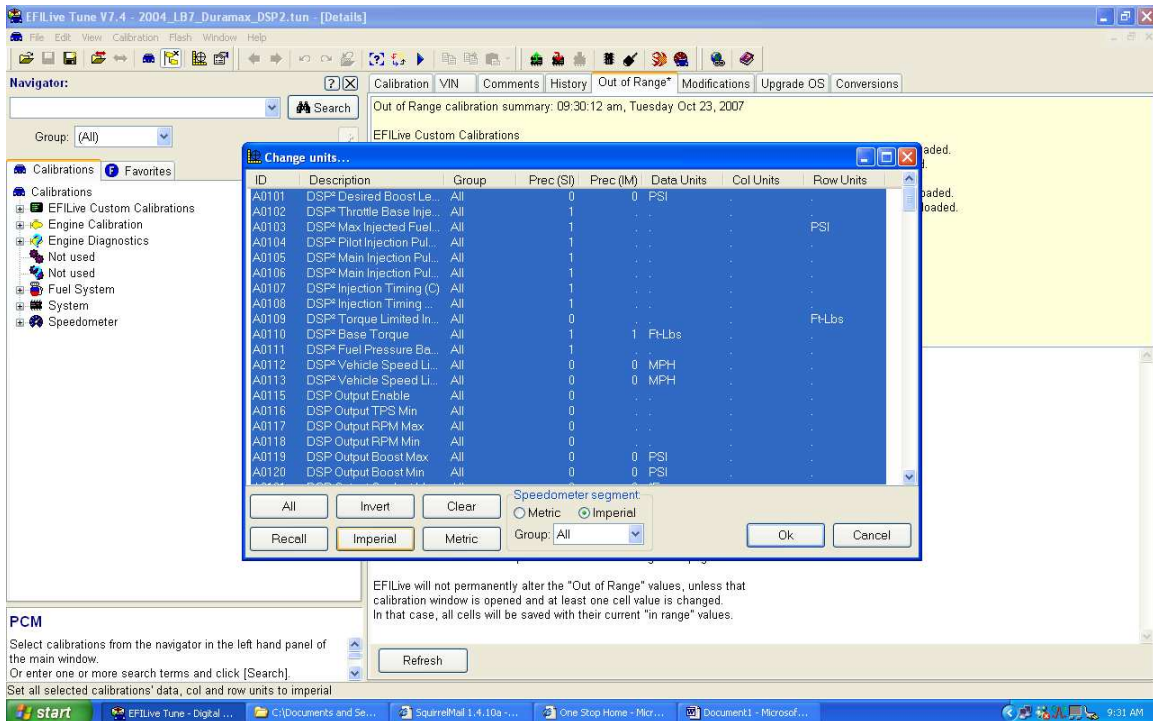 EFILive Tune V7.4 - 2004_LB7_Duramax_DSP2.tun - [Details]
File Edit View Calibration Flash Window Help
Navigator:
Search
Group: (All)
Calibrations Favorites
Calibrations
EFILive Custom Calibrations
Engine Calibration
Engine Diagnostics
Not used
Not used
Fuel System
System
Speedometer
PCM
Select calibrations from the navigator in the left hand panel of
the main window.
Or enter one or more search terms and click [Search].
Calibration VIN Comments History Out of Range* Modifications Upgrade OS Conversions
Out of Range calibration summary: 09:30:12 am, Tuesday Oct 23, 2007
EFILive Custom Calibrations
aded.
oaded.
loaded.
Change units...
ID Description Group Prec (SI) Prec (IM) Data Units Col Units Row Units
A0101 DSP² Desired Boost Le... All 0 0 PSI .
A0102 DSP² Throttle Base Inje... All 1 . . . .
A0103 DSP² Max Injected Fuel... All 1 . . . PSI
A0104 DSP² Pilot Injection Pul... All 1 . . . .
A0105 DSP² Main Injection Pul... All 1 . . . .
A0106 DSP² Main Injection Pul... All 1 . . . .
A0107 DSP² Injection Timing (C) All 1 . . . .
A0108 DSP² Injection Timing ... All 1 . . . .
A0109 DSP² Torque Limited In... All 0 . . . Ft-Lbs
A0110 DSP² Base Torque All 1 1 Ft-Lbs . .
A0111 DSP² Fuel Pressure Ba... All 1 . . . .
A0112 DSP² Vehicle Speed Li... All 0 0 MPH . .
A0113 DSP² Vehicle Speed Li... All 0 0 MPH . .
A0115 DSP Output Enable All 0 . . . .
A0116 DSP Output TPS Min All 0 . . . .
A0117 DSP Output RPM Max All 0 . . . .
A0118 DSP Output RPM Min All 0 . . . .
A0119 DSP Output Boost Max All 0 0 PSI . .
A0120 DSP Output Boost Min All 0 0 PSI . .
All Invert Clear
Recall Imperial Metric
Speedometer segment:
Metric Imperial
Group: All
Ok Cancel
EFILive will not permanently alter the "Out of Range" values, unless that
calibration window is opened and at least one cell value is changed.
In that case, all cells will be saved with their current "in range" values.
Refresh
Set all selected calibrations' data, col and row units to imperial
start EFILive Tune - Digital ... C:\Documents and Se... SquirrelMail 1.4.10a -... One Stop Home - Micr... Document1 - Microsof... 9:31 AM